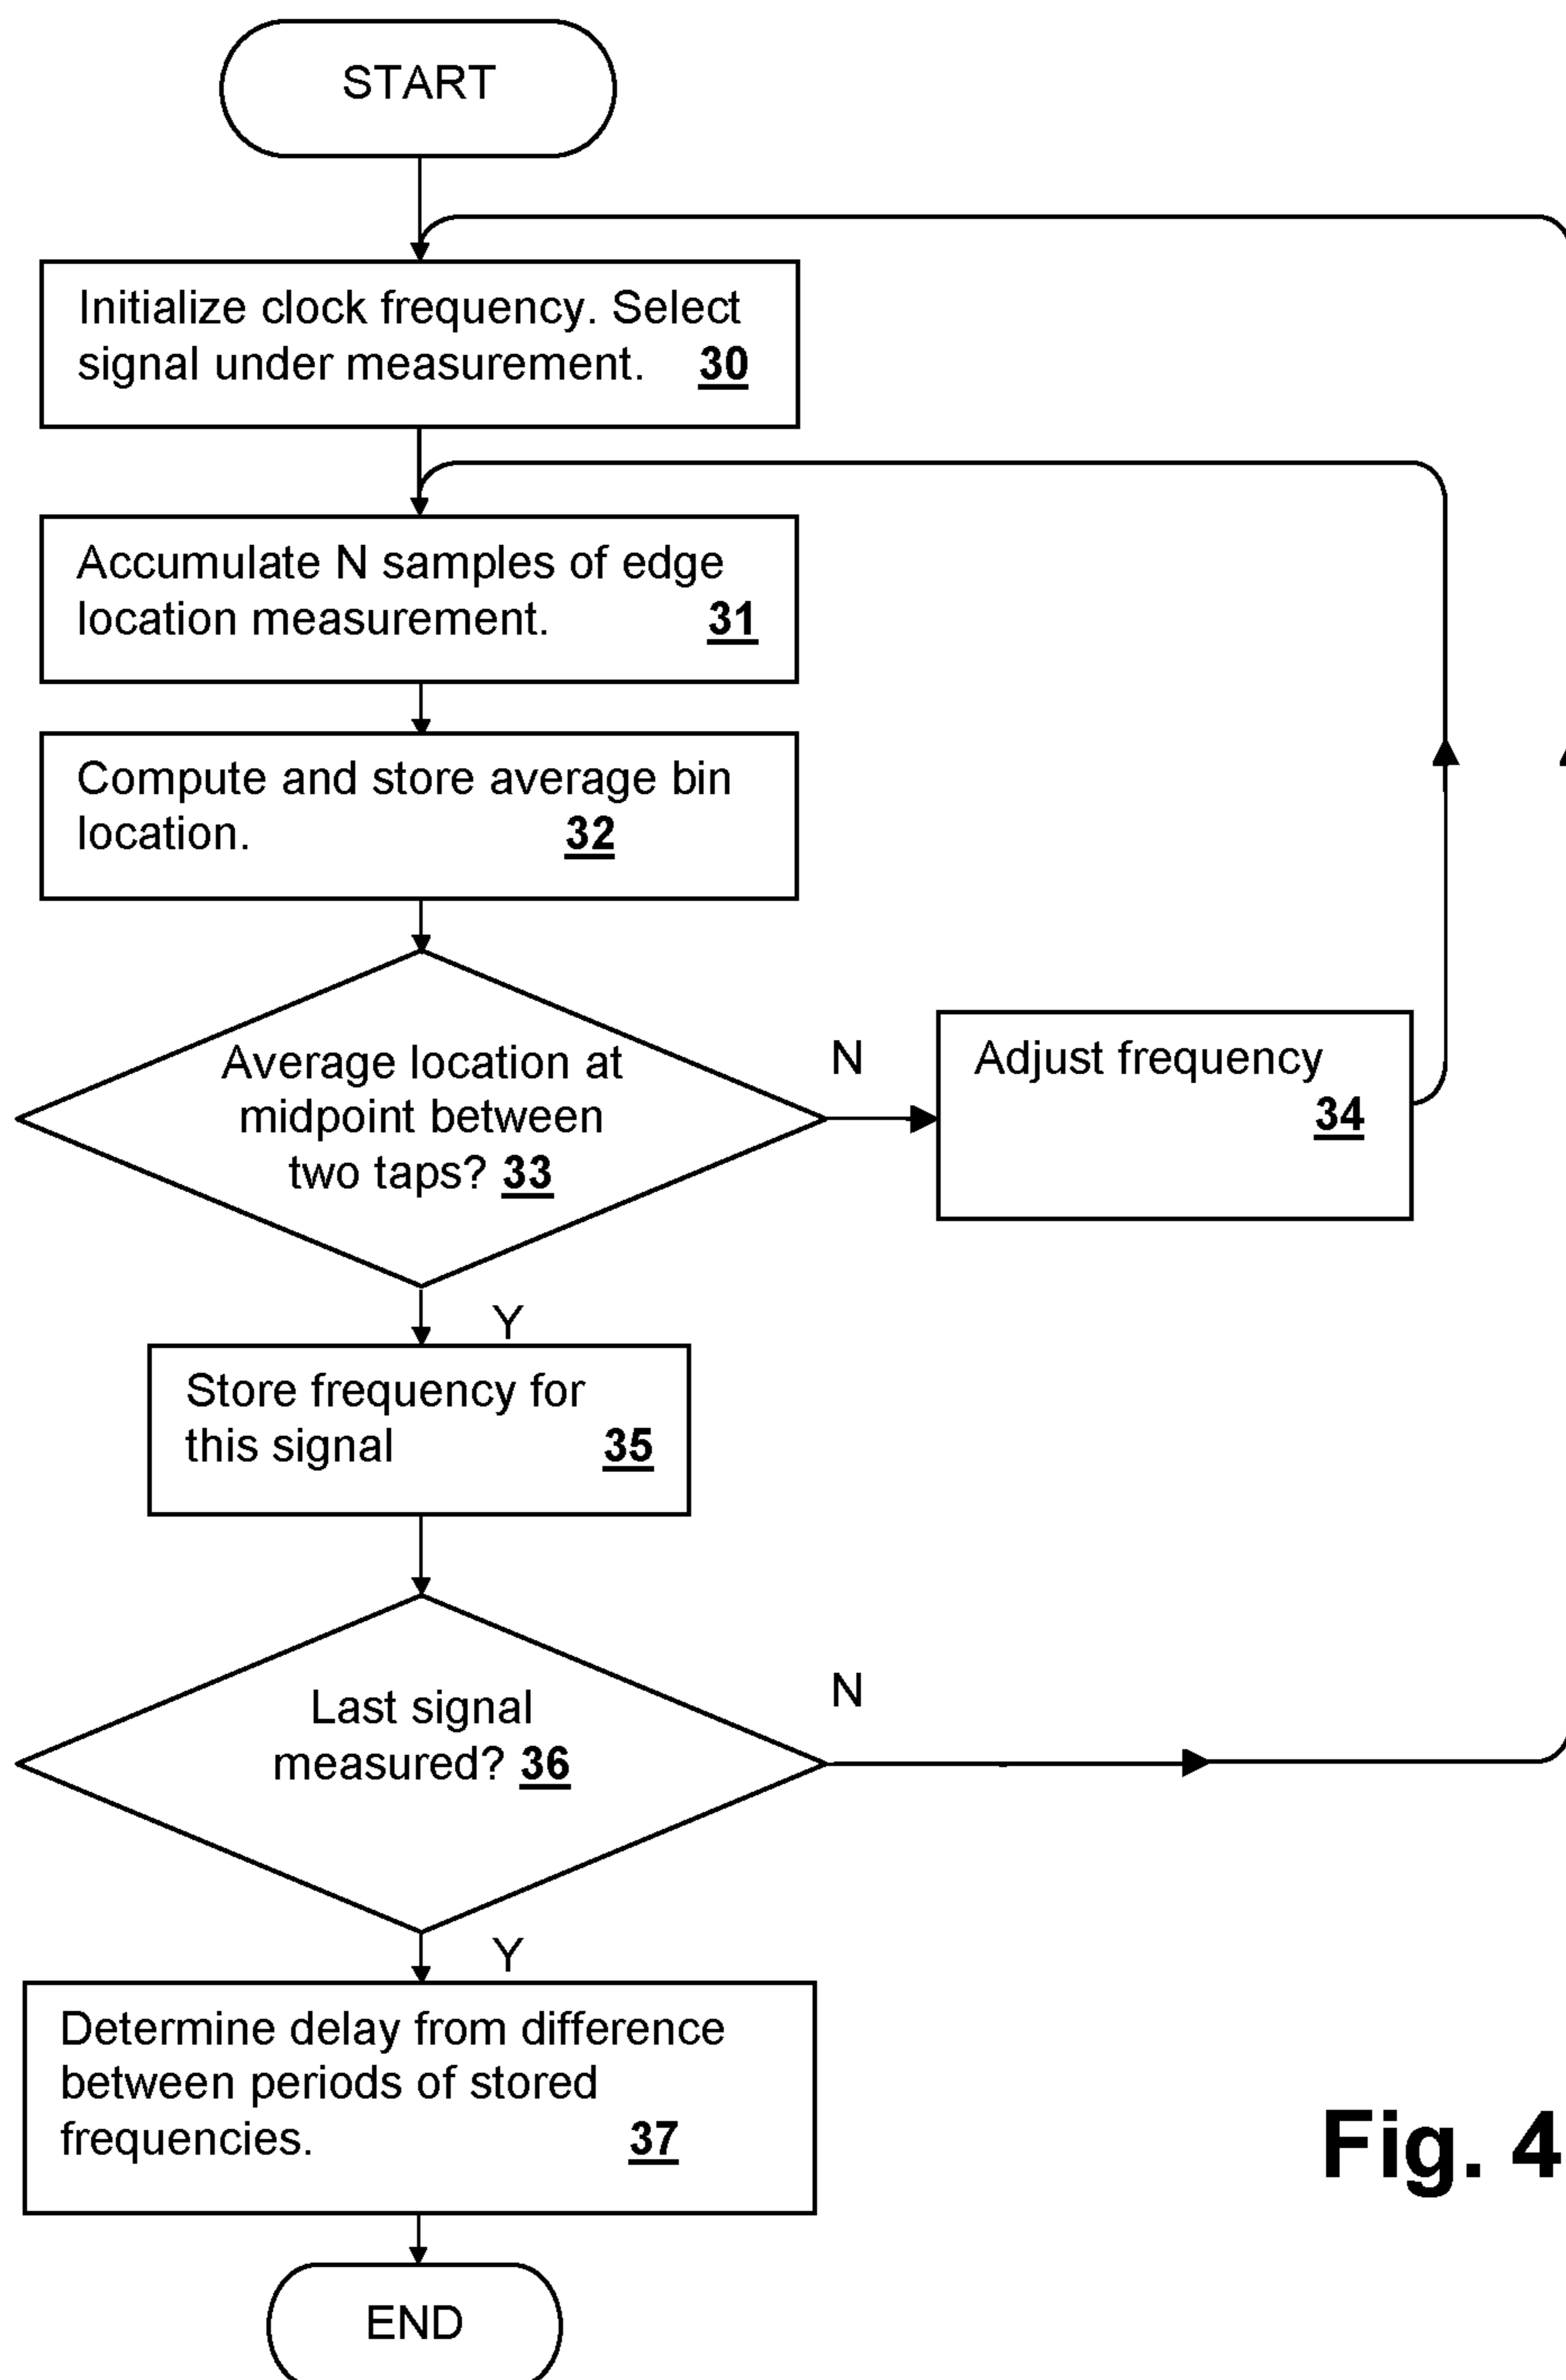 START
Initialize clock frequency. Select
signal under measurement. 30
Accumulate N samples of edge
location measurement. 31
Compute and store average bin
location. 32
Average location at
midpoint between
two taps? 33
N
Adjust frequency
34
Y
Store frequency for
this signal 35
Last signal
measured? 36
N
Y
Determine delay from difference
between periods of stored
frequencies. 37
END
Fig. 4